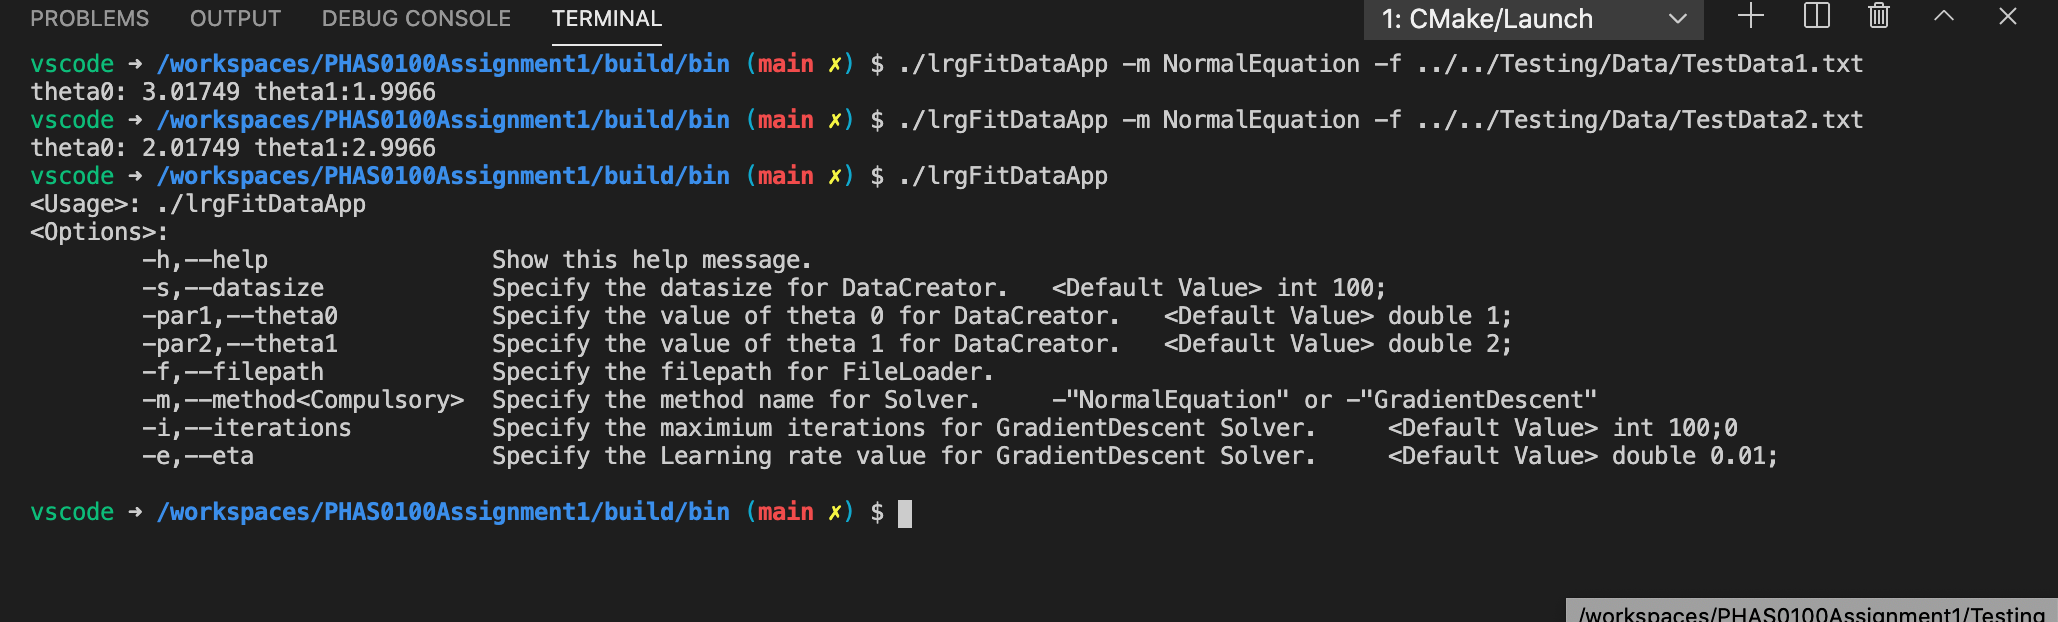 PROBLEMS OUTPUT DEBUG CONSOLE TERMINAL 1: CMake/Launch
vscode → /workspaces/PHAS0100Assignment1/build/bin (main ✗) $ ./lrgFitDataApp -m NormalEquation -f ../../Testing/Data/TestData1.txt
theta0: 3.01749 theta1:1.9966
vscode → /workspaces/PHAS0100Assignment1/build/bin (main ✗) $ ./lrgFitDataApp -m NormalEquation -f ../../Testing/Data/TestData2.txt
theta0: 2.01749 theta1:2.9966
vscode → /workspaces/PHAS0100Assignment1/build/bin (main ✗) $ ./lrgFitDataApp
<Usage>: ./lrgFitDataApp
<Options>:
-h,--help Show this help message.
-s,--datasize Specify the datasize for DataCreator. <Default Value> int 100;
-par1,--theta0 Specify the value of theta 0 for DataCreator. <Default Value> double 1;
-par2,--theta1 Specify the value of theta 1 for DataCreator. <Default Value> double 2;
-f,--filepath Specify the filepath for FileLoader.
-m,--method<Compulsory> Specify the method name for Solver. -"NormalEquation" or -"GradientDescent"
-i,--iterations Specify the maximium iterations for GradientDescent Solver. <Default Value> int 100;0
-e,--eta Specify the Learning rate value for GradientDescent Solver. <Default Value> double 0.01;
vscode → /workspaces/PHAS0100Assignment1/build/bin (main ✗) $
/workspaces/PHAS0100Assignment1/Testing